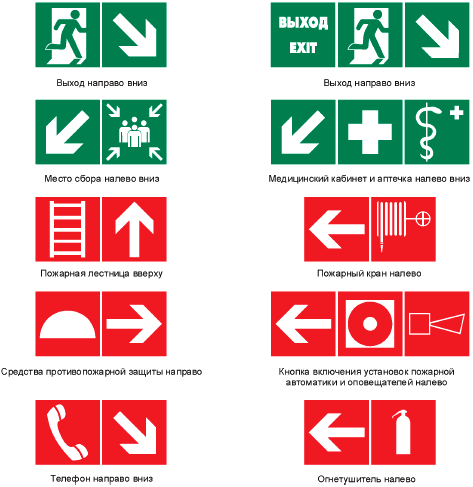 ВЫХОД
EXIT
Выход направо вниз
Выход направо вниз
Место сбора налево вниз
Медицинский кабинет и аптечка налево вниз
Пожарная лестница вверху
Пожарный кран налево
Средства противопожарной защиты направо
Кнопка включения установок пожарной
автоматики и оповещателей налево
Телефон направо вниз
Огнетушитель налево